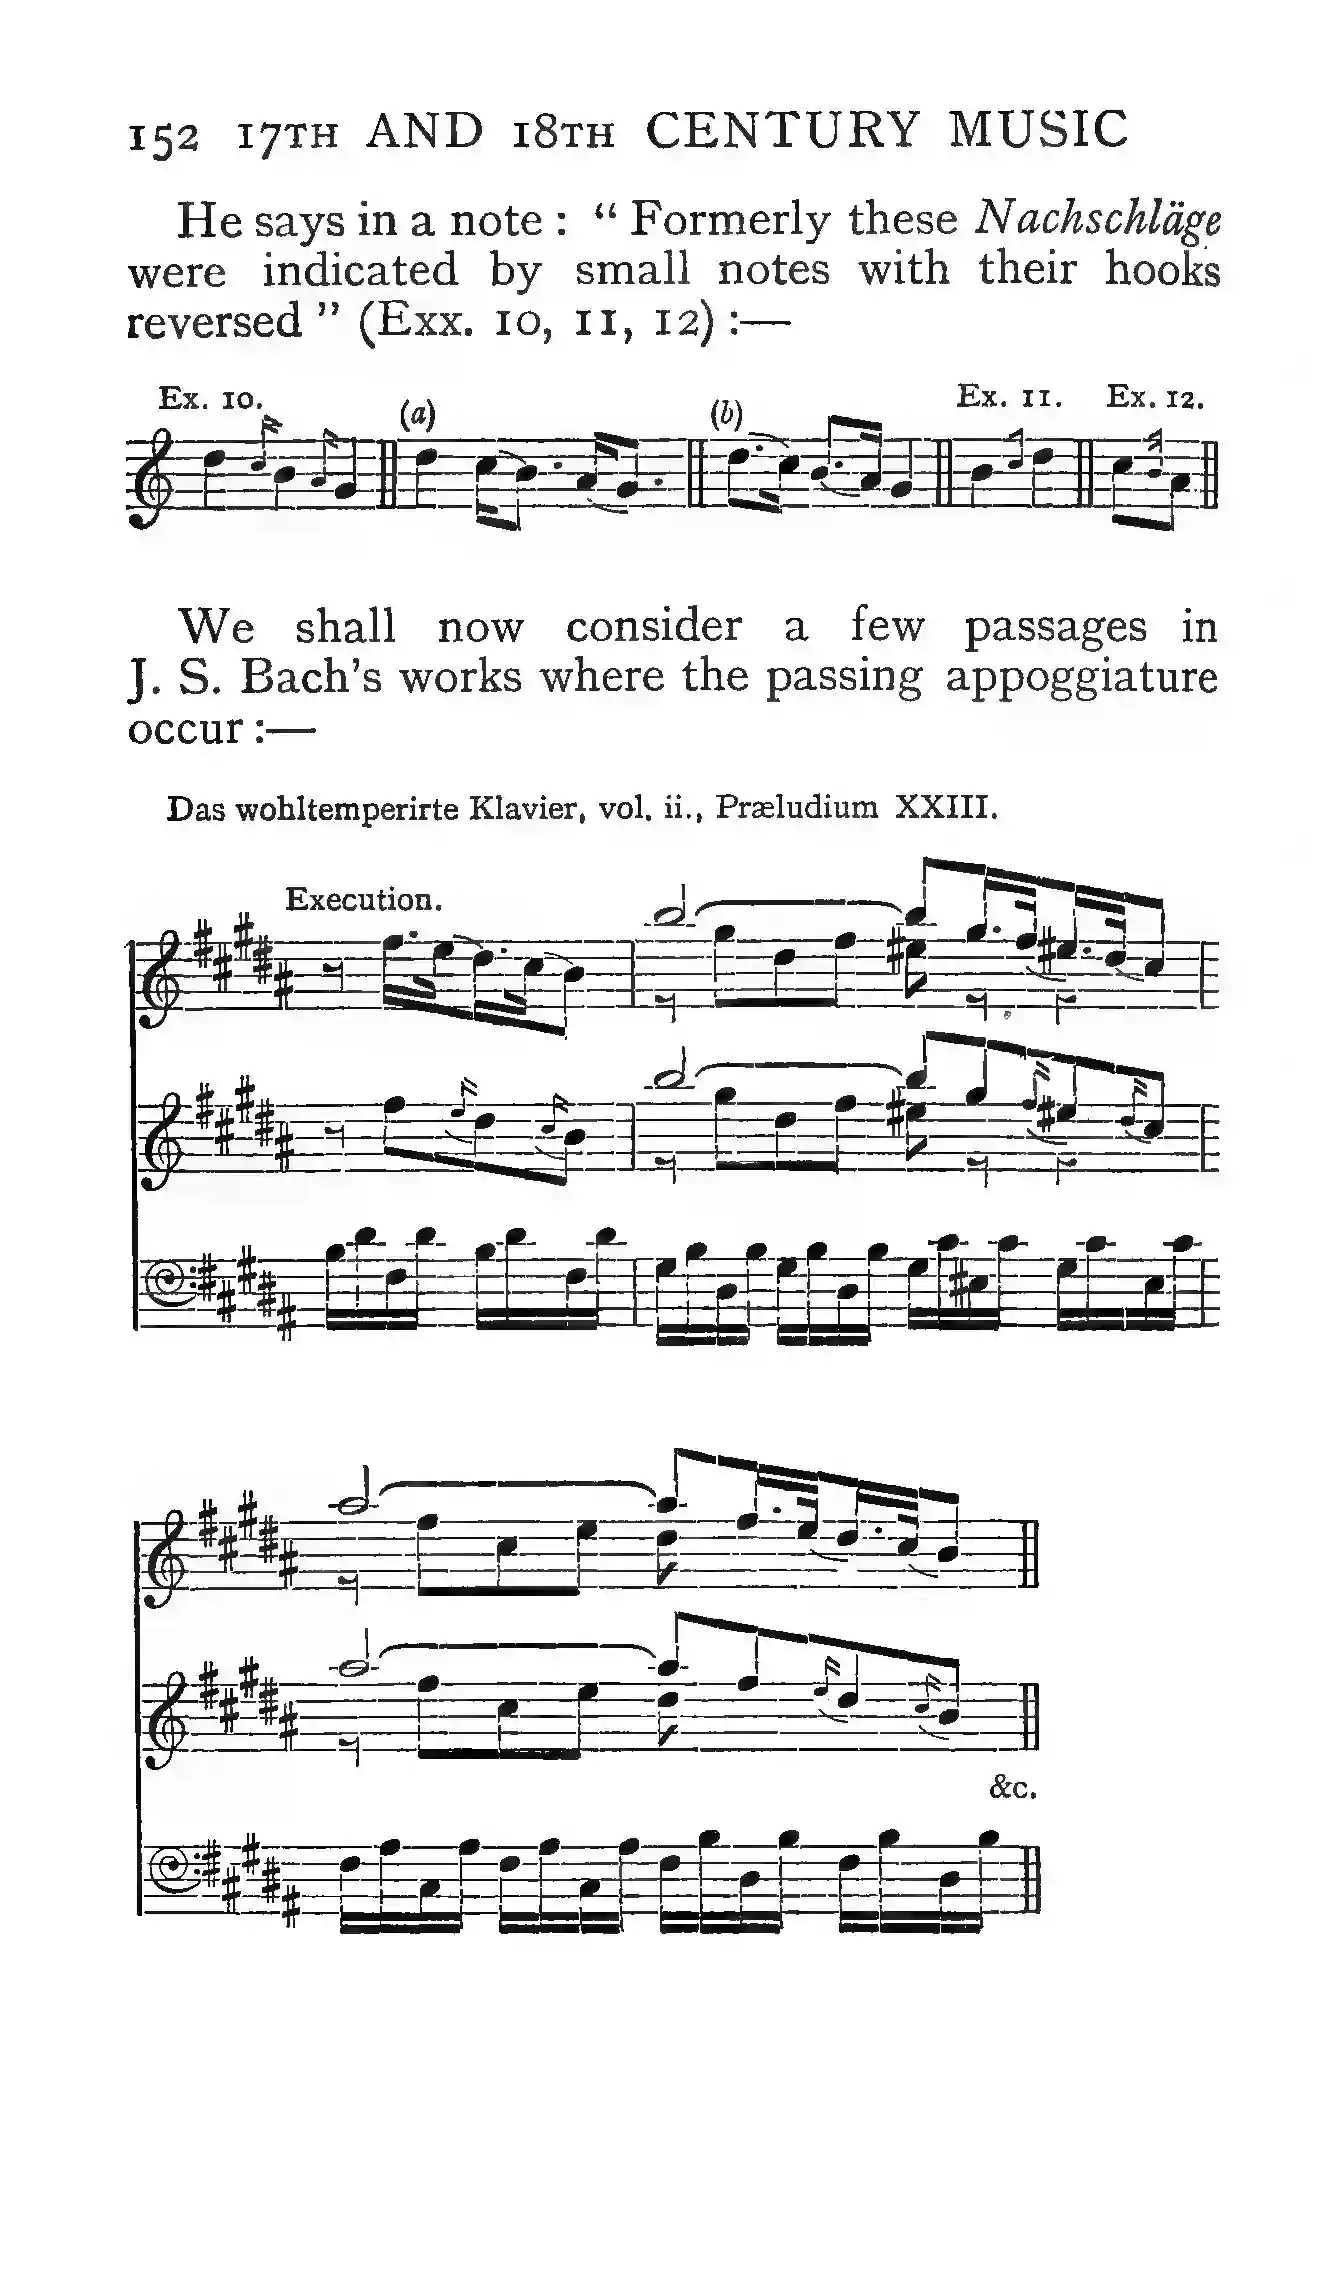 152 17TH AND 18TH CENTURY MUSIC
He says in a note : “ Formerly these Nachschläge
were indicated by small notes with their hooks
reversed ” (Exx. 10, 11, 12) :—
Ex. 10. (a) (b) Ex. 11. Ex. 12.
We shall now consider a few passages in
J. S. Bach’s works where the passing appoggiature
occur :—
Das wohltemperirte Klavier, vol. ii., Præludium XXIII.
Execution.
&c.